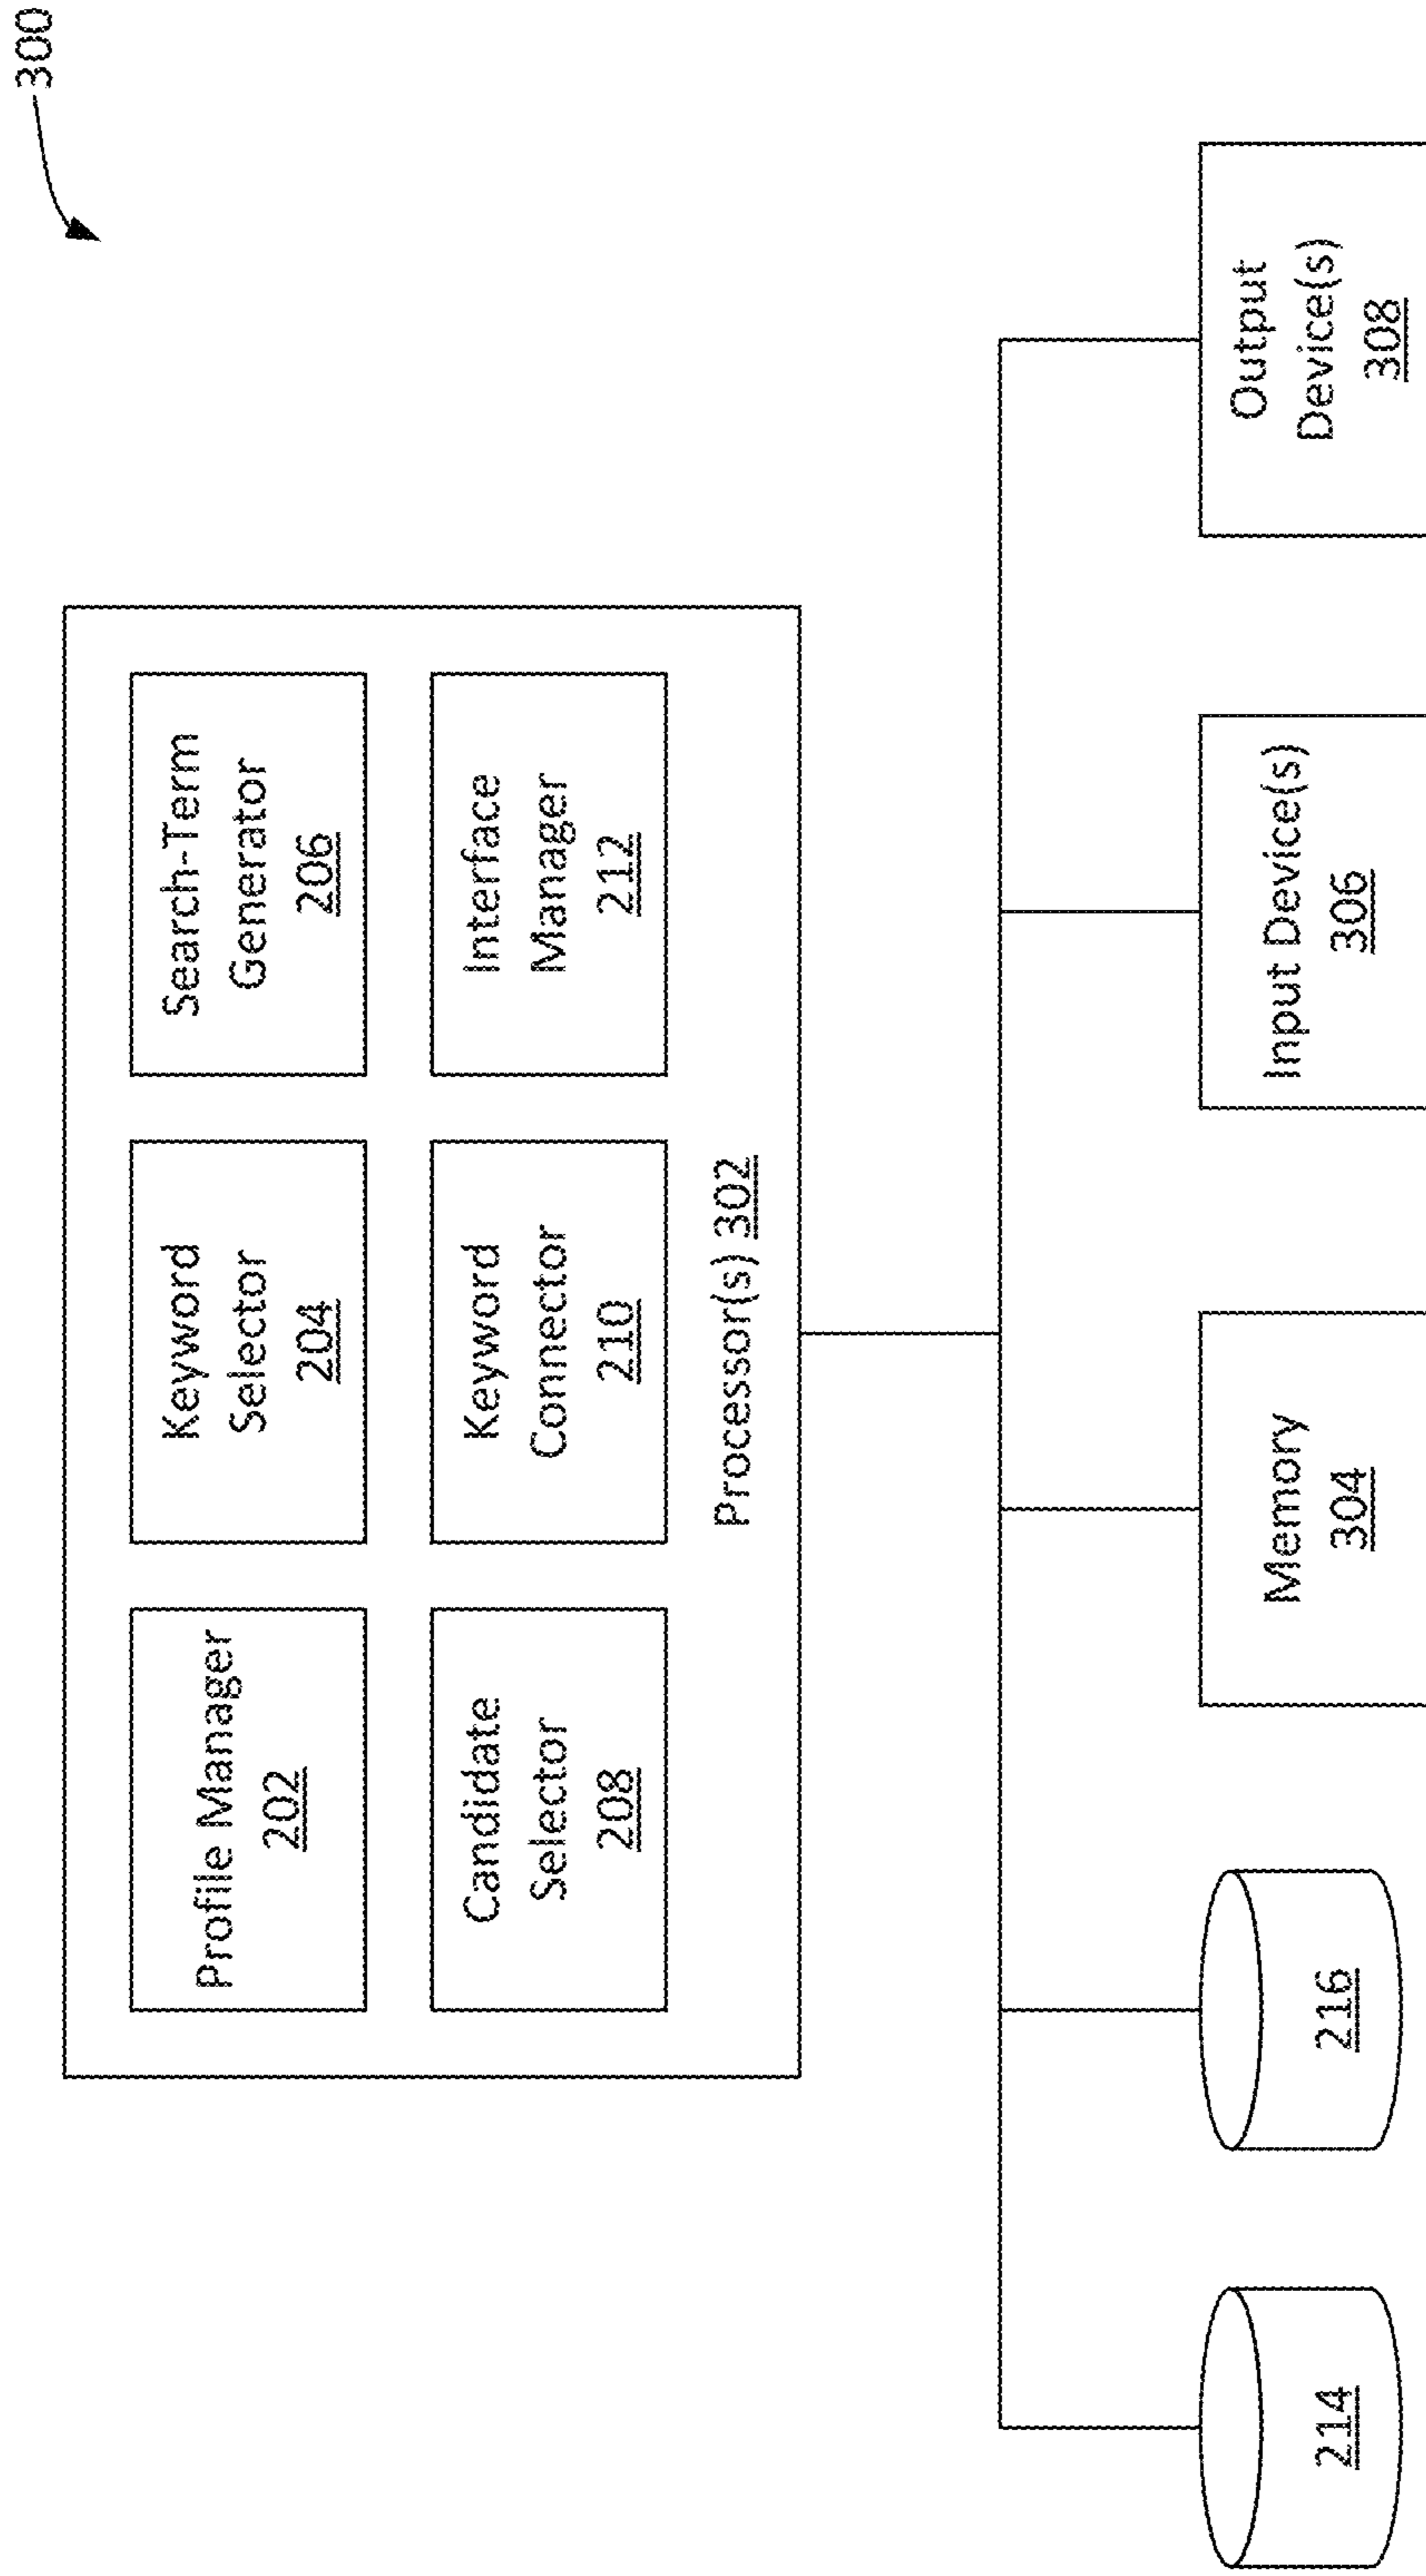 300
Profile Manager
202
Keyword
Selector
204
Search-Term
Generator
206
Candidate
Selector
208
Keyword
Connector
210
Interface
Manager
212
Processor(s) 302
214
216
Memory
304
Input Device(s)
306
Output
Device(s)
308